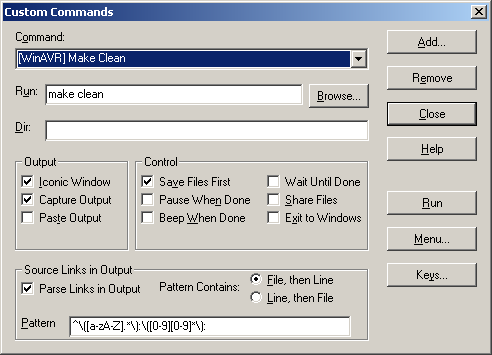 Custom Commands
Command:
[WinAVR] Make Clean
Add...
Remove
Run: make clean Browse...
Close
Dir:
Help
Output
Iconic Window
Capture Output
Paste Output
Control
Save Files First Wait Until Done
Pause When Done Share Files
Beep When Done Exit to Windows
Run
Menu...
Keys...
Source Links in Output
Parse Links in Output Pattern Contains: File, then Line
Line, then File
Pattern ^\([a-zA-Z].*\):\([0-9][0-9]*\):